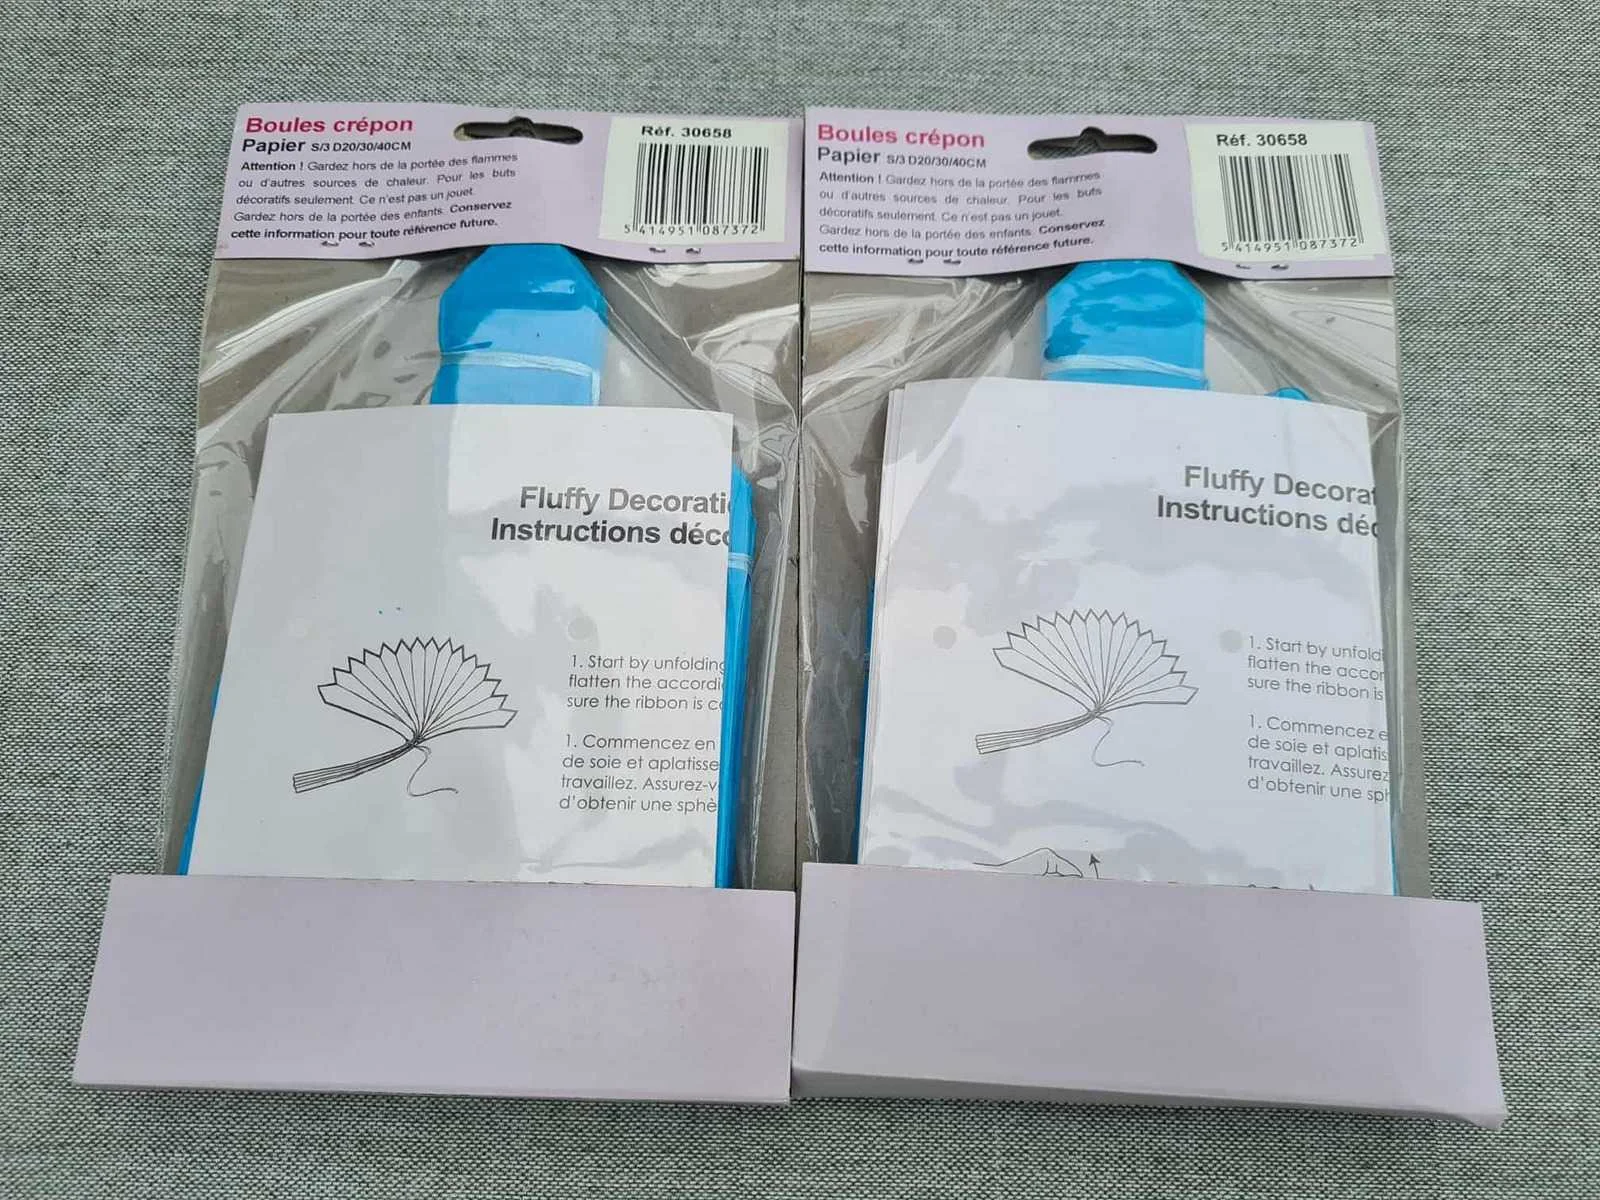 Boules crépon
Papier S/3 D20/30/40CM
Attention ! Gardez hors de la portée des flammes
ou d'autres sources de chaleur. Pour les buts
décoratifs seulement. Ce n'est pas un jouet.
Gardez hors de la portée des enfants. Conservez
cette information pour toute référence future.
Réf. 30658
5 414951 087372
Fluffy Decorati
Instructions déco
1. Start by unfolding
flatten the accordi
sure the ribbon is c
1. Commencez en
de soie et aplatisse
travaillez. Assurez-v
d'obtenir une sphè
Boules crépon
Papier S/3 D20/30/40CM
Attention ! Gardez hors de la portée des flammes
ou d'autres sources de chaleur. Pour les buts
décoratifs seulement. Ce n'est pas un jouet.
Gardez hors de la portée des enfants. Conservez
cette information pour toute référence future.
Réf. 30658
5 414951 087372
Fluffy Decorat
Instructions déc
1. Start by unfoldi
flatten the accor
sure the ribbon is
1. Commencez e
de soie et aplatis
travaillez. Assurez
d'obtenir une sph